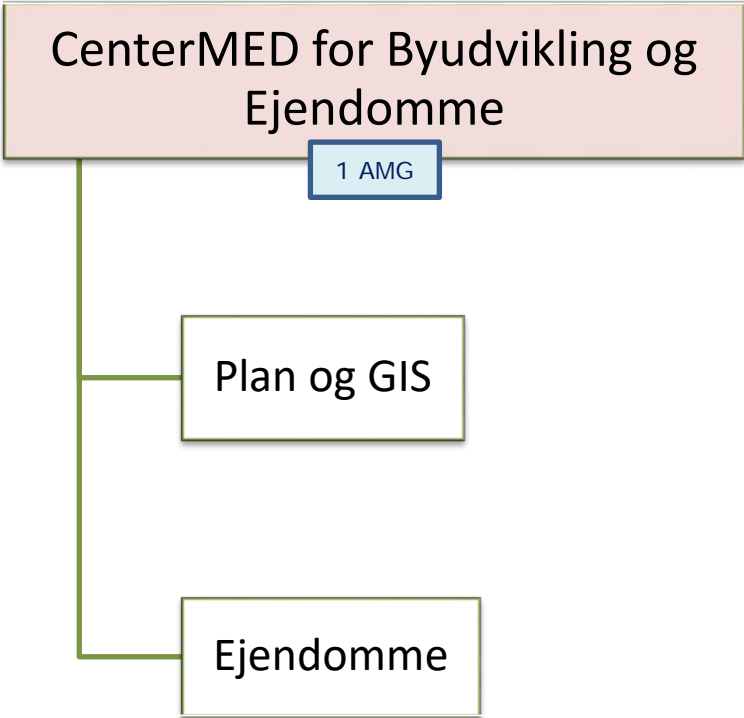 CenterMED for Byudvikling og
Ejendomme
1 AMG
Plan og GIS
Ejendomme